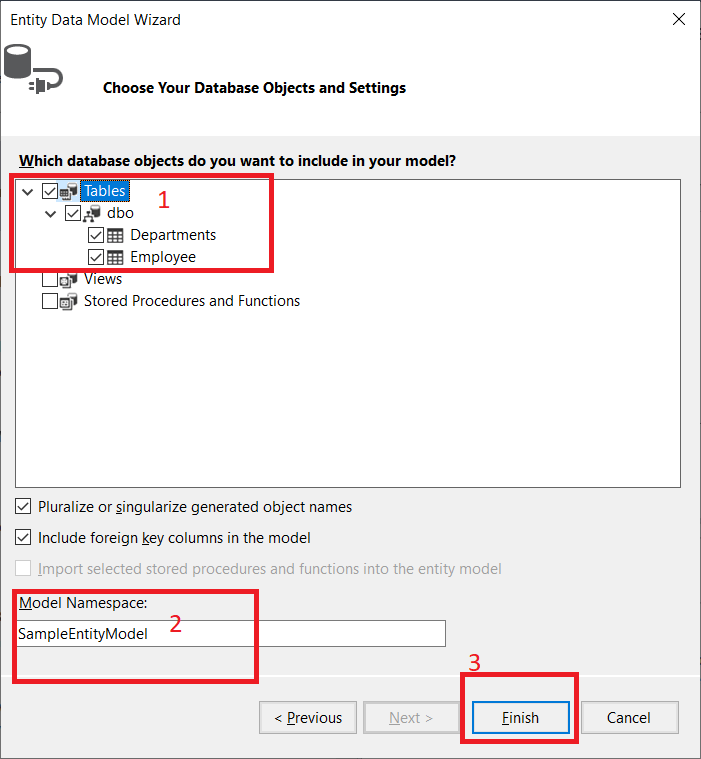 Entity Data Model Wizard
Choose Your Database Objects and Settings
Which database objects do you want to include in your model?
Tables
1
dbo
Departments
Employee
Views
Stored Procedures and Functions
Pluralize or singularize generated object names
Include foreign key columns in the model
Import selected stored procedures and functions into the entity model
Model Namespace:
SampleEntityModel
2
3
< Previous
Next >
Finish
Cancel